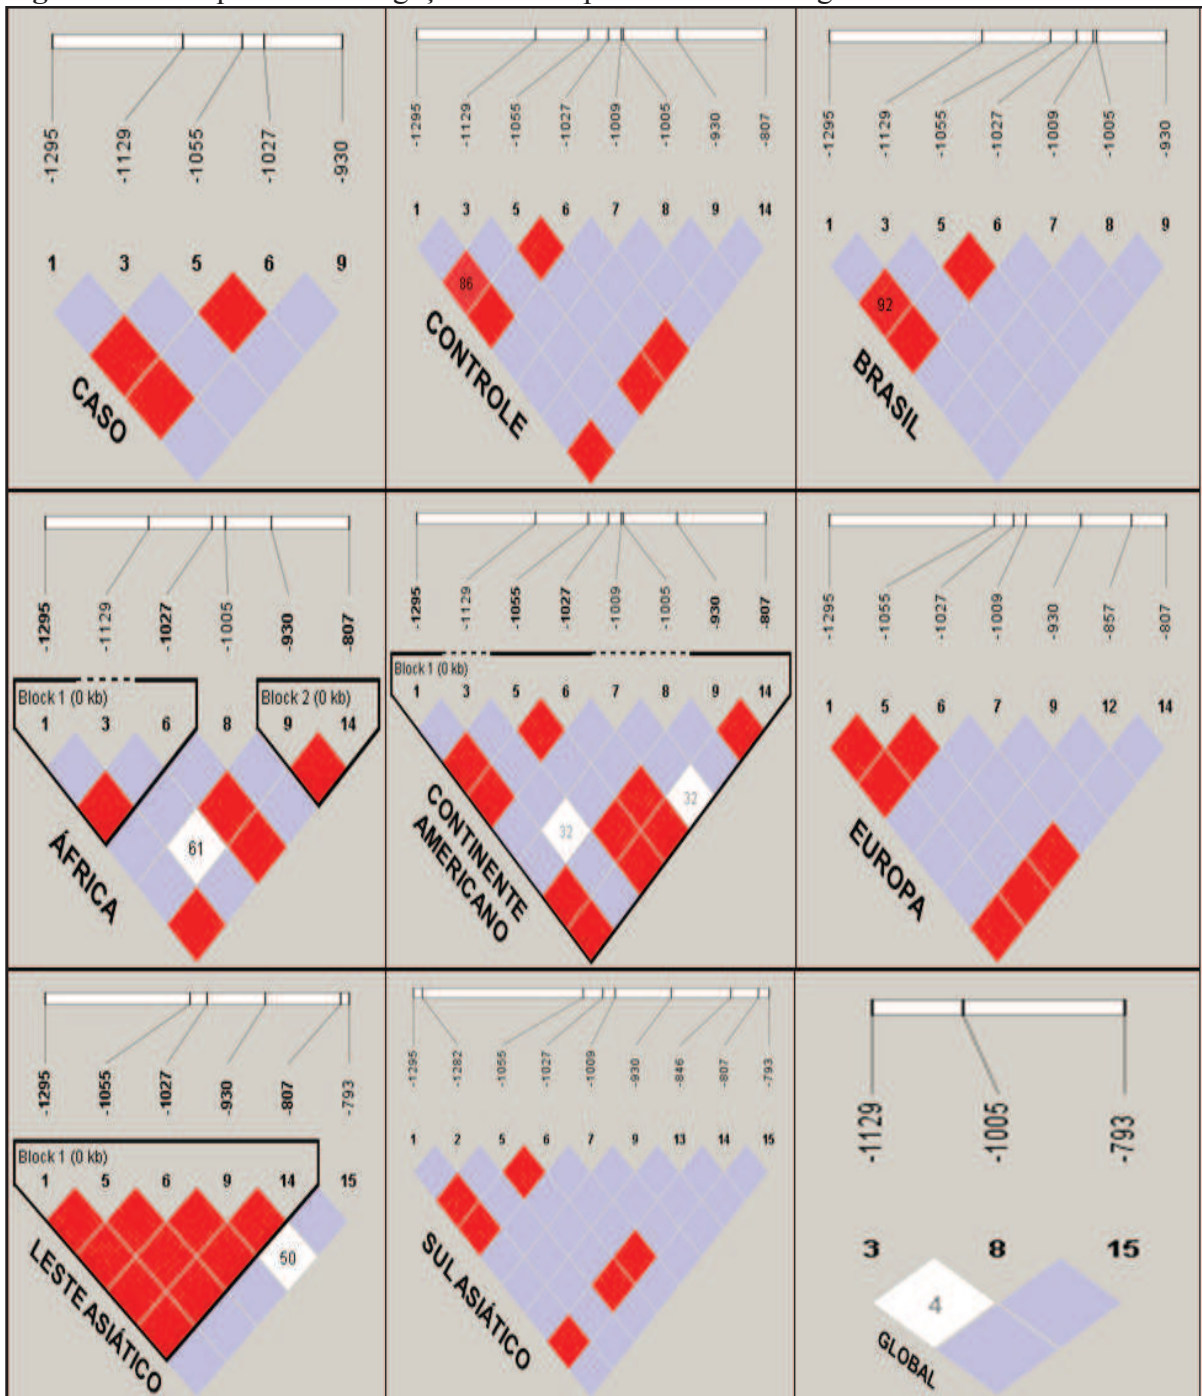 -1295 -1129 -1055 -1027 -930
1 3 5 6 9
CASO
-1295 -1129 -1055 -1027 -1009 -1005 -930 -807
1 3 5 6 7 8 9 14
86
CONTROLE
-1295 -1129 -1055 -1027 -1009 -1005 -930
1 3 5 6 7 8 9
92
BRASIL
-1295 -1129 -1027 -1005 -930 -807
Block 1 (0 kb) Block 2 (0 kb)
1 3 6 8 9 14
61
ÁFRICA
-1295 -1129 -1055 -1027 -1009 -1005 -930 -807
Block 1 (0 kb)
1 3 5 6 7 8 9 14
32
32
CONTINENTE
AMERICANO
-1295 -1055 -1027 -1009 -930 -857 -807
1 5 6 7 9 12 14
EUROPA
-1295 -1055 -1027 -930 -807 -793
Block 1 (0 kb)
1 5 6 9 14 15
50
LESTE ASIÁTICO
-1295 -1282 -1055 -1027 -1009 -930 -846 -807 -793
1 2 5 6 7 9 13 14 15
SUL ASIÁTICO
-1129 -1005 -793
3 8 15
4
GLOBAL